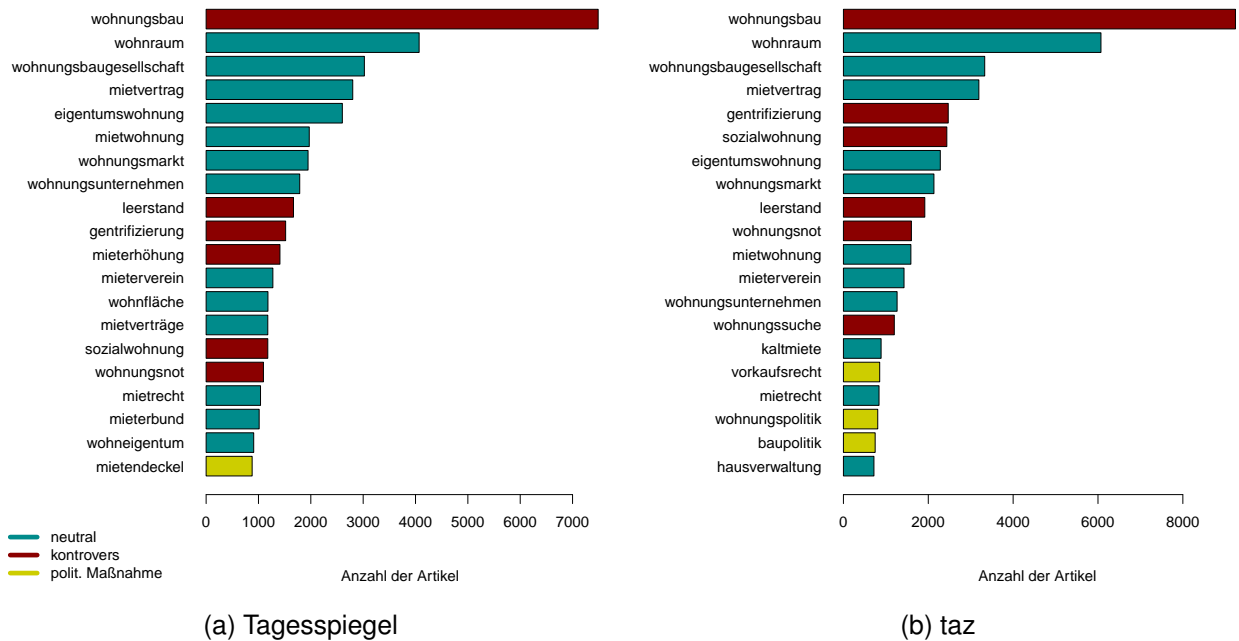 wohnungsbau
wohnraum
wohnungsbaugesellschaft
mietvertrag
eigentumswohnung
mietwohnung
wohnungsmarkt
wohnungsunternehmen
leerstand
gentrifizierung
mieterhöhung
mieterverein
wohnfläche
mietverträge
sozialwohnung
wohnungsnot
mietrecht
mieterbund
wohneigentum
mietendeckel
0 1000 2000 3000 4000 5000 6000 7000
Anzahl der Artikel
neutral
kontrovers
polit. Maßnahme
(a) Tagesspiegel
wohnungsbau
wohnraum
wohnungsbaugesellschaft
mietvertrag
gentrifizierung
sozialwohnung
eigentumswohnung
wohnungsmarkt
leerstand
wohnungsnot
mietwohnung
mieterverein
wohnungsunternehmen
wohnungssuche
kaltmiete
vorkaufsrecht
mietrecht
wohnungspolitik
baupolitik
hausverwaltung
0 2000 4000 6000 8000
Anzahl der Artikel
(b) taz